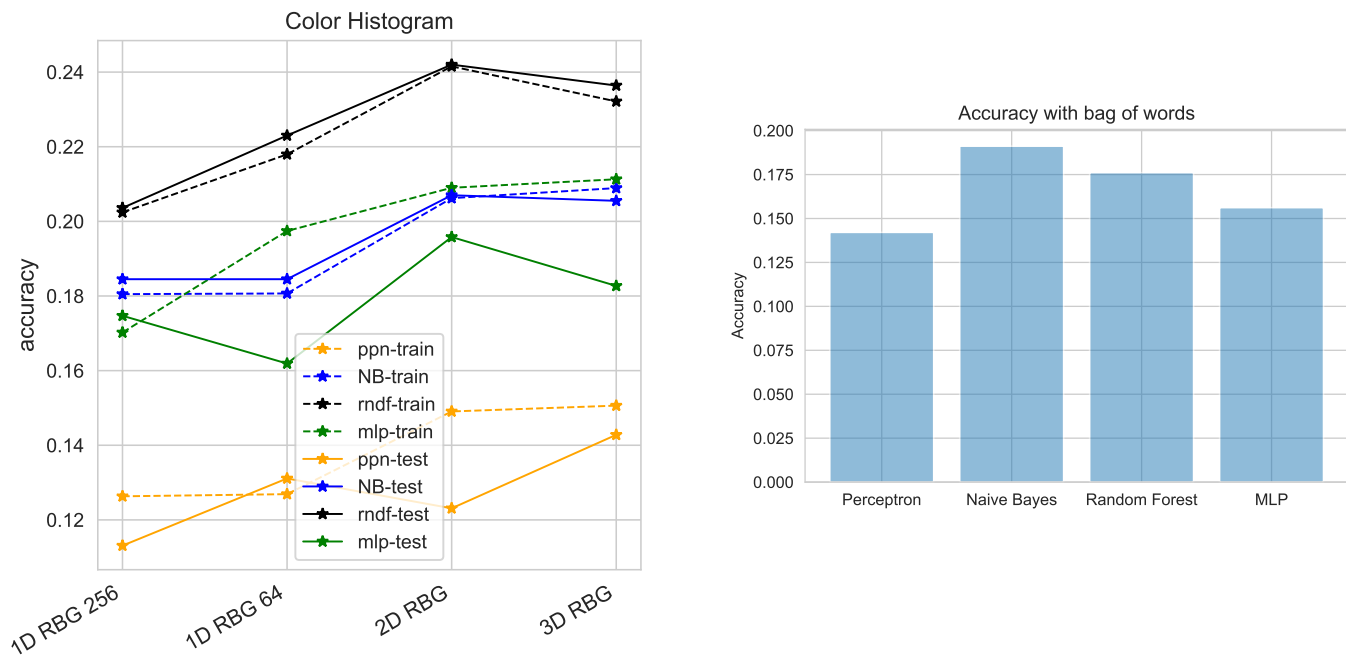 Color Histogram
accuracy
0.24
0.22
0.20
0.18
0.16
0.14
0.12
ppn-train
NB-train
rndf-train
mlp-train
ppn-test
NB-test
rndf-test
mlp-test
1D RBG 256
1D RBG 64
2D RBG
3D RBG
Accuracy with bag of words
Accuracy
0.200
0.175
0.150
0.125
0.100
0.075
0.050
0.025
0.000
Perceptron
Naive Bayes
Random Forest
MLP